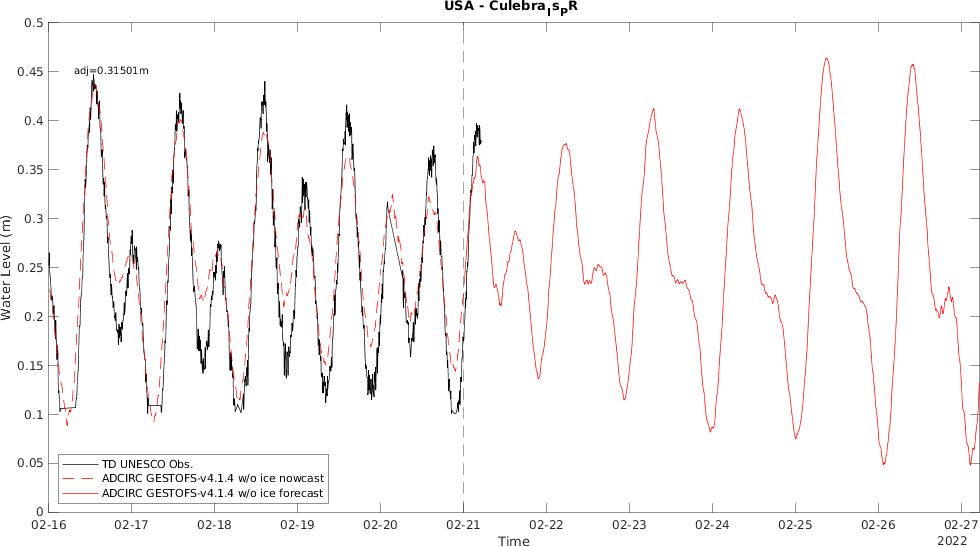 USA - Culebra_Is_PR
adj=0.31501m
Water Level (m)
0.5
0.45
0.4
0.35
0.3
0.25
0.2
0.15
0.1
0.05
0
TD UNESCO Obs.
ADCIRC GESTOFS-v4.1.4 w/o ice nowcast
ADCIRC GESTOFS-v4.1.4 w/o ice forecast
02-16 02-17 02-18 02-19 02-20 02-21 02-22 02-23 02-24 02-25 02-26 02-27
Time
2022